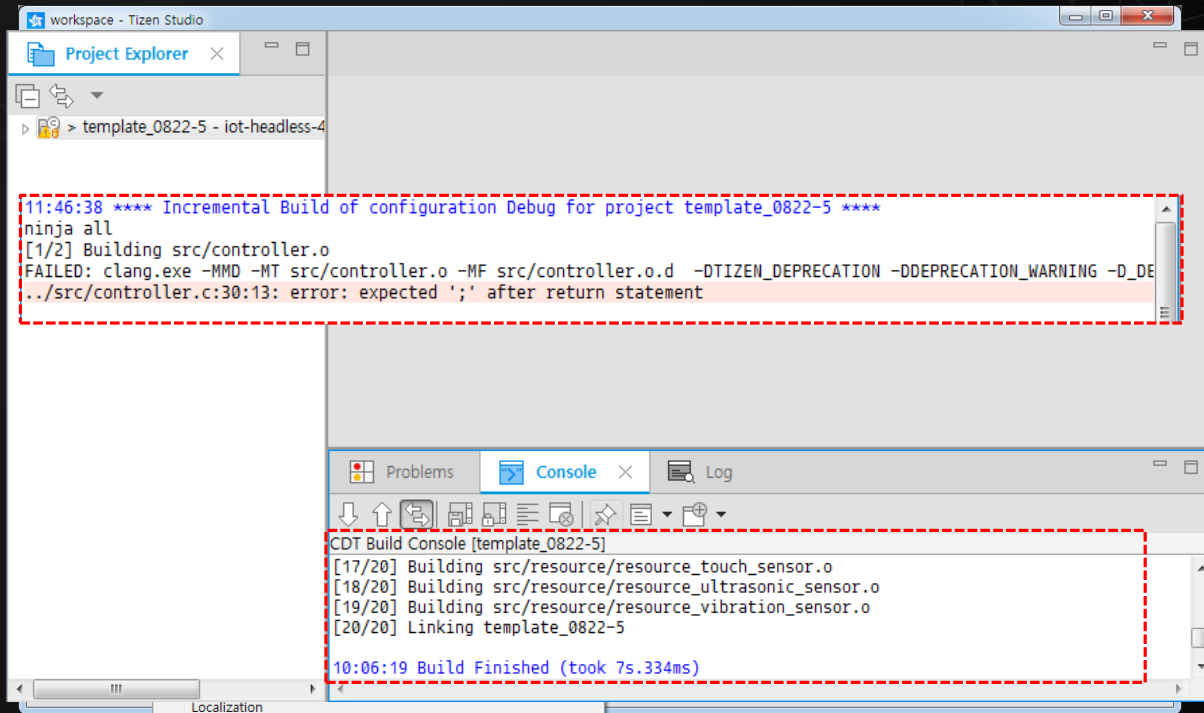 workspace - Tizen Studio
Project Explorer
> template_0822-5 - iot-headless-4
11:46:38 **** Incremental Build of configuration Debug for project template_0822-5 ****
ninja all
[1/2] Building src/controller.o
FAILED: clang.exe -MMD -MT src/controller.o -MF src/controller.o.d  -DTIZEN_DEPRECATION -DDEPRECATION_WARNING -D_DE
../src/controller.c:30:13: error: expected ';' after return statement
Problems
Console
Log
CDT Build Console [template_0822-5]
[17/20] Building src/resource/resource_touch_sensor.o
[18/20] Building src/resource/resource_ultrasonic_sensor.o
[19/20] Building src/resource/resource_vibration_sensor.o
[20/20] Linking template_0822-5
10:06:19 Build Finished (took 7s.334ms)
Localization